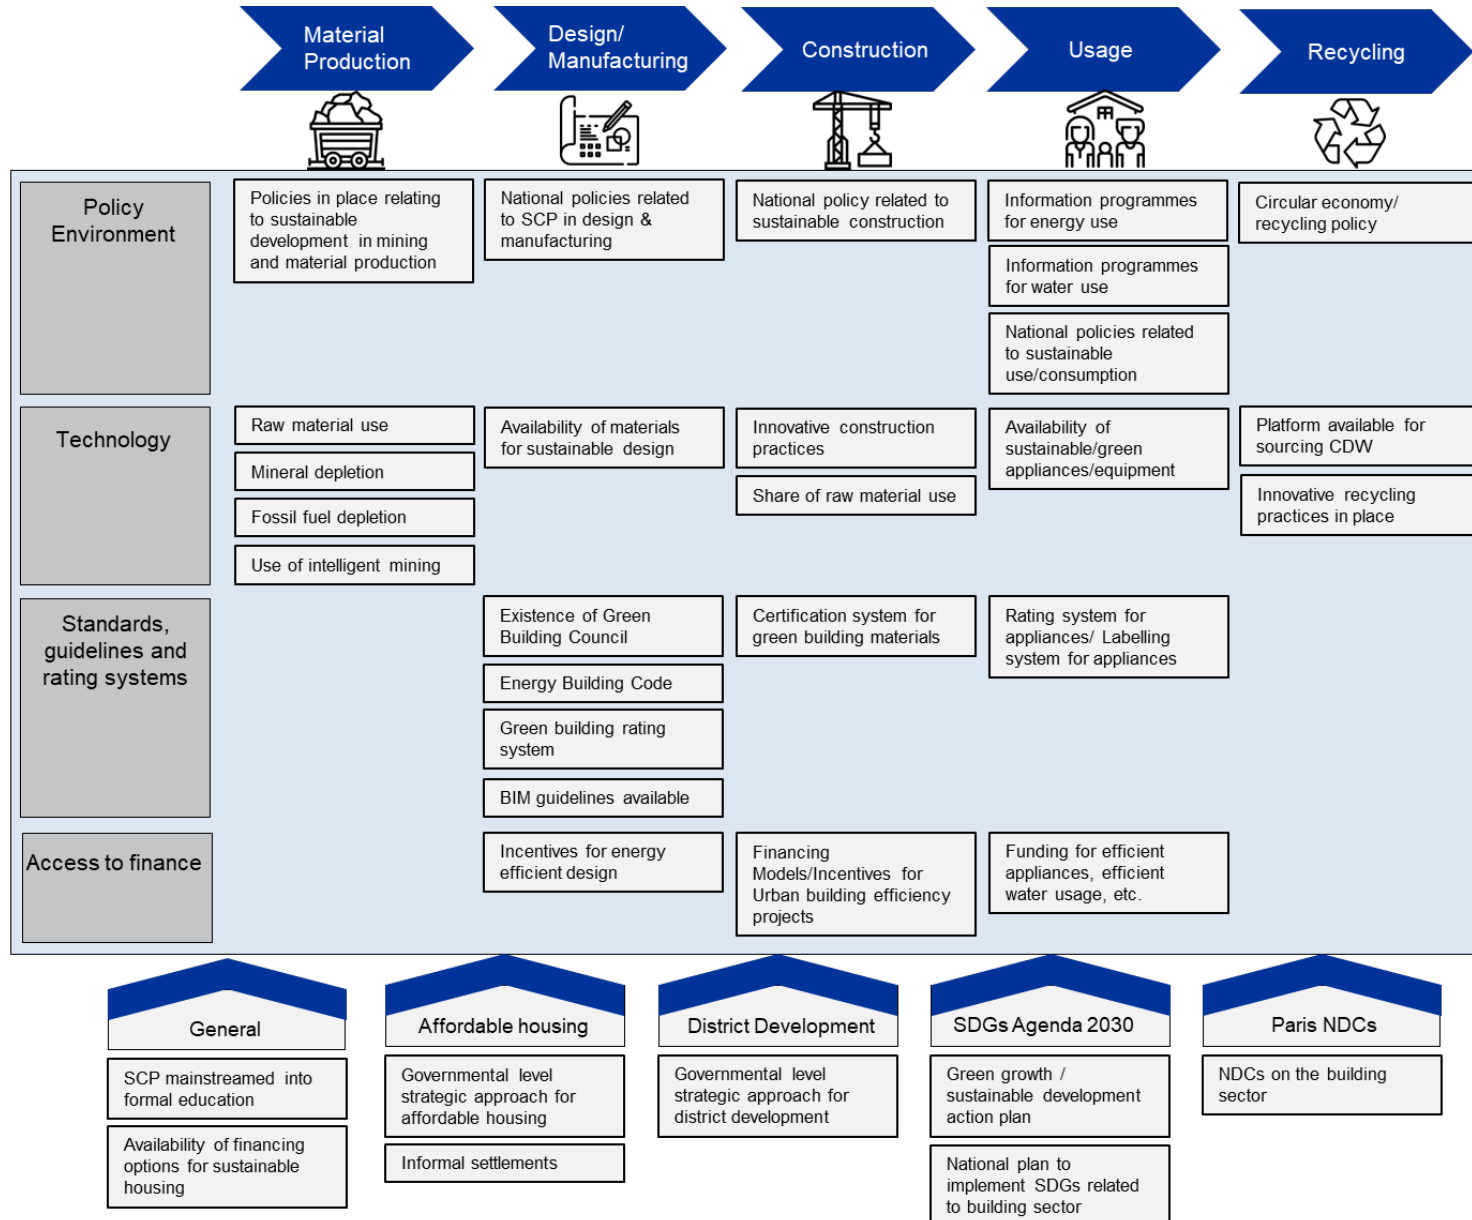 Material
Production
Design/
Manufacturing
Construction
Usage
Recycling
Policy
Environment
Policies in place relating
to sustainable
development in mining
and material production
National policies related
to SCP in design &
manufacturing
National policy related to
sustainable construction
Information programmes
for energy use
Information programmes
for water use
National policies related
to sustainable
use/consumption
Circular economy/
recycling policy
Technology
Raw material use
Mineral depletion
Fossil fuel depletion
Use of intelligent mining
Availability of materials
for sustainable design
Innovative construction
practices
Share of raw material use
Availability of
sustainable/green
appliances/equipment
Platform available for
sourcing CDW
Innovative recycling
practices in place
Standards,
guidelines and
rating systems
Existence of Green
Building Council
Energy Building Code
Green building rating
system
BIM guidelines available
Certification system for
green building materials
Rating system for
appliances/ Labelling
system for appliances
Access to finance
Incentives for energy
efficient design
Financing
Models/Incentives for
Urban building efficiency
projects
Funding for efficient
appliances, efficient
water usage, etc.
General
SCP mainstreamed into
formal education
Availability of financing
options for sustainable
housing
Affordable housing
Governmental level
strategic approach for
affordable housing
Informal settlements
District Development
Governmental level
strategic approach for
district development
SDGs Agenda 2030
Green growth /
sustainable development
action plan
National plan to
implement SDGs related
to building sector
Paris NDCs
NDCs on the building
sector